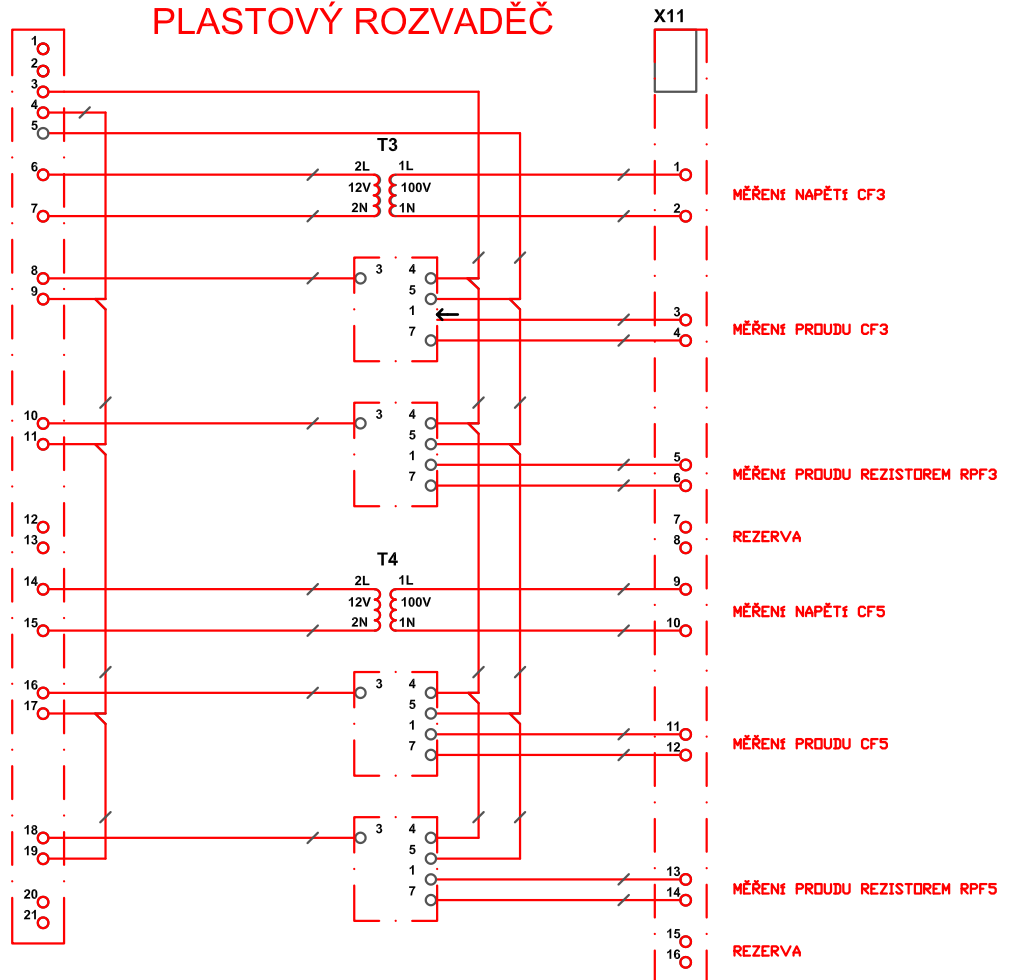 PLASTOVÝ ROZVADĚČ
X11
1
2
3
4
5
6
7
8
9
10
11
12
13
14
15
16
17
18
19
20
21
T3
2L 1L
12V 100V
2N 1N
3 4
5
1
7
3 4
5
1
7
T4
2L 1L
12V 100V
2N 1N
3 4
5
1
7
3 4
5
1
7
1
2
MĚŘENÍ NAPĚTÍ CF3
3
4
MĚŘENÍ PROUDU CF3
5
6
MĚŘENÍ PROUDU REZISTOREM RPF3
7
8
REZERVA
9
10
MĚŘENÍ NAPĚTÍ CF5
11
12
MĚŘENÍ PROUDU CF5
13
14
MĚŘENÍ PROUDU REZISTOREM RPF5
15
16
REZERVA